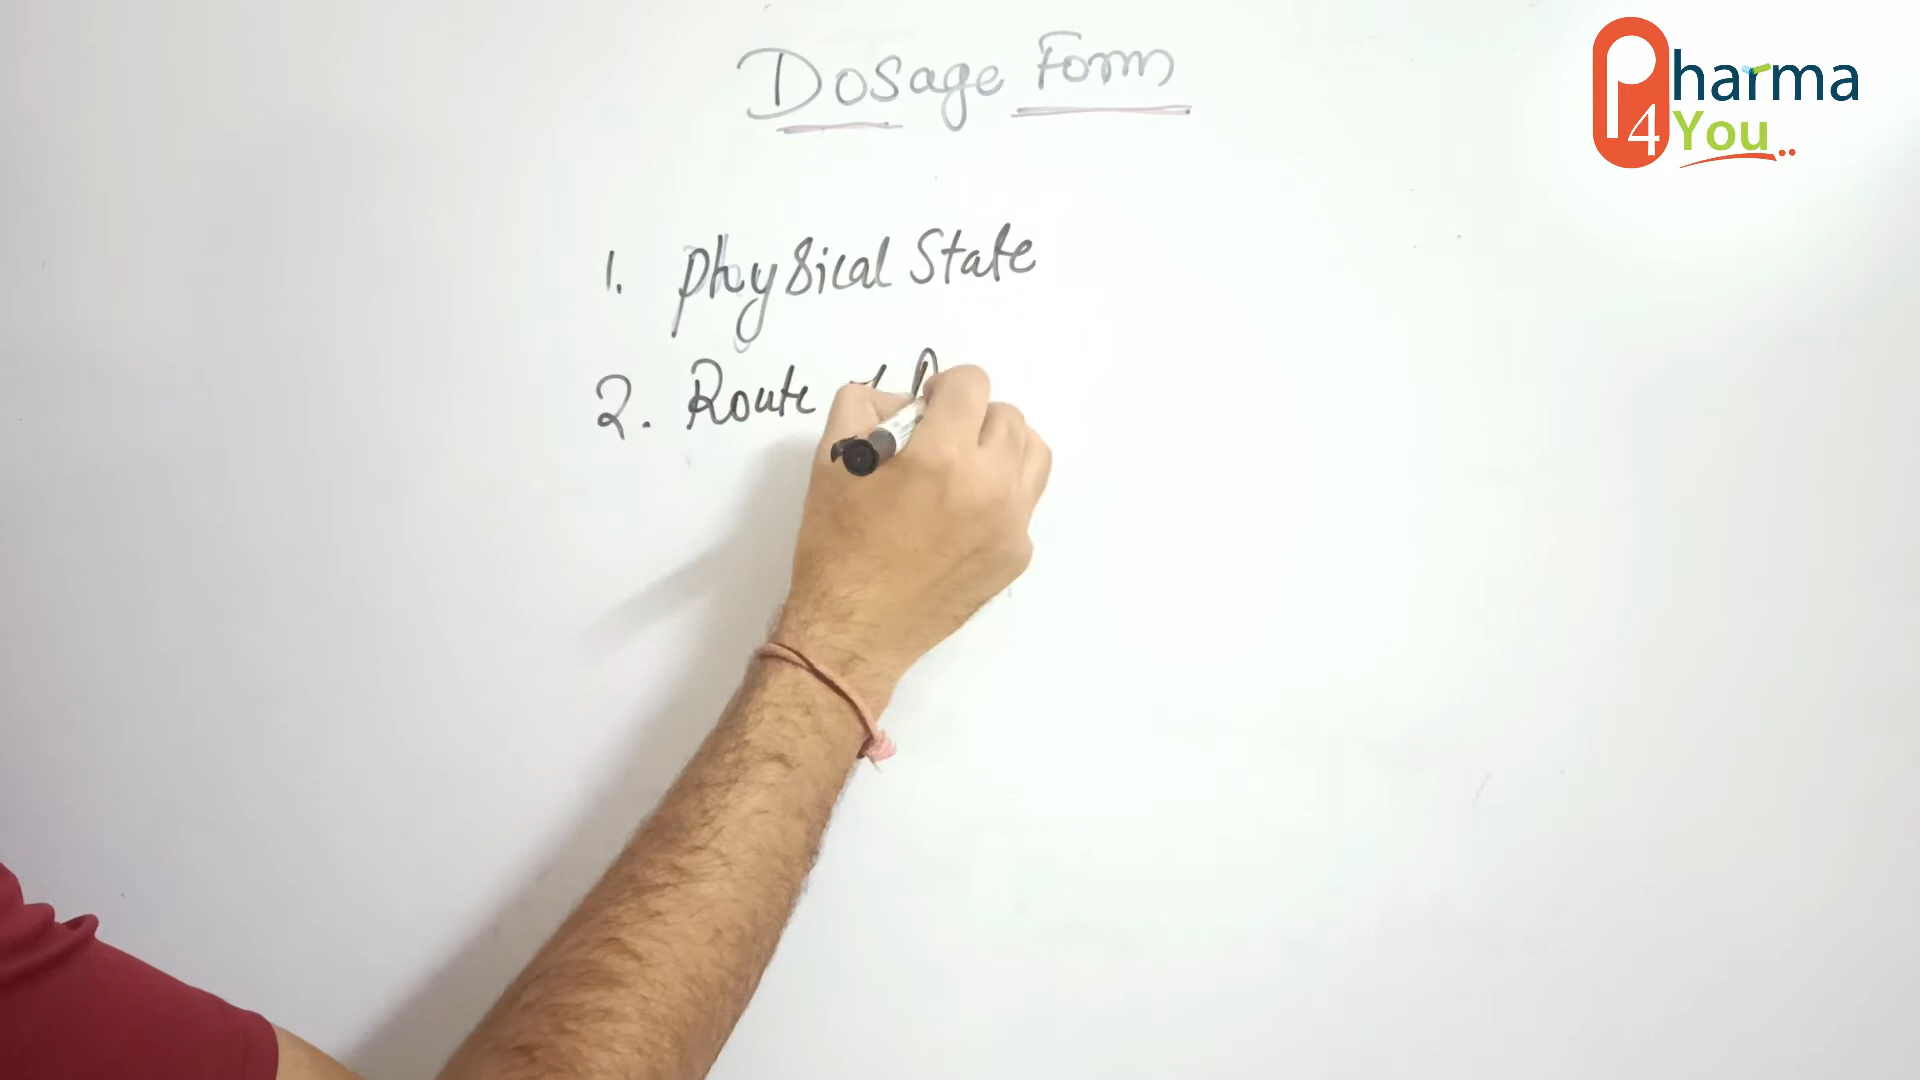 Dosage Form
Pharma
4 You
1. Physical State
2. Route